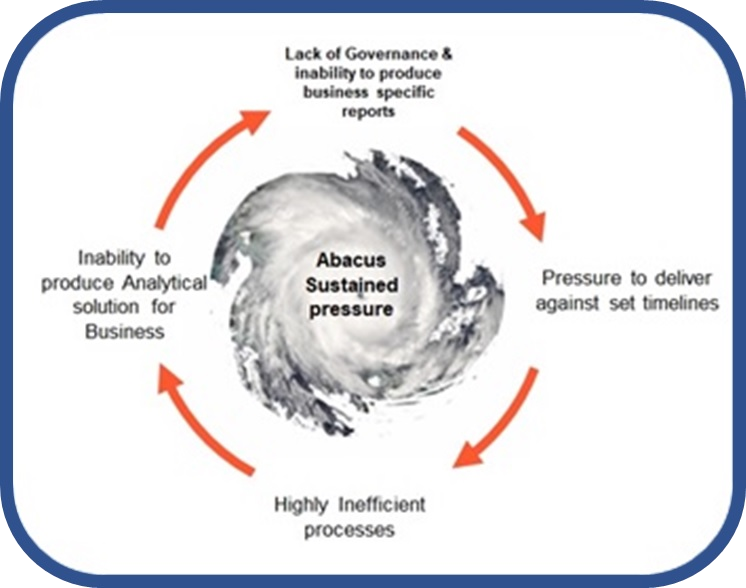 Lack of Governance &
inability to produce
business specific
reports
Inability to
produce Analytical
solution for
Business
Abacus
Sustained
pressure
Pressure to deliver
against set timelines
Highly Inefficient
processes